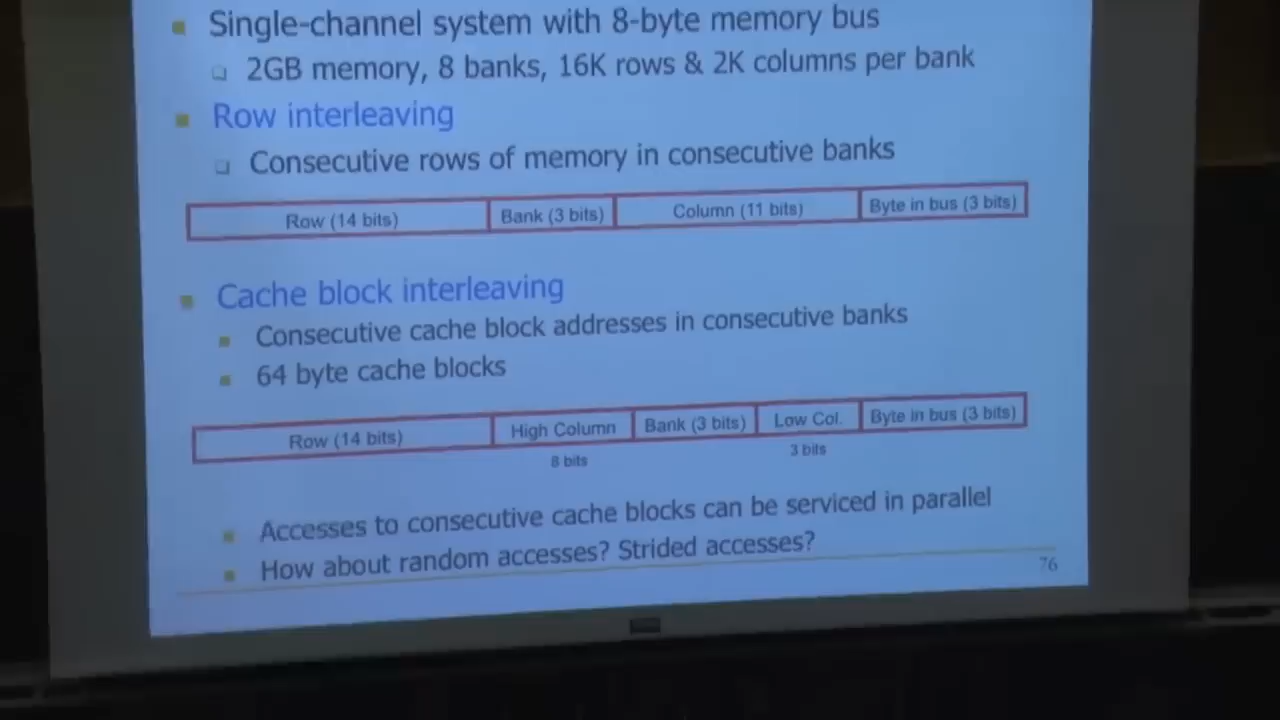 Single-channel system with 8-byte memory bus
2GB memory, 8 banks, 16K rows & 2K columns per bank
Row interleaving
Consecutive rows of memory in consecutive banks
Row (14 bits) Bank (3 bits) Column (11 bits) Byte in bus (3 bits)
Cache block interleaving
Consecutive cache block addresses in consecutive banks
64 byte cache blocks
Row (14 bits) High Column Bank (3 bits) Low Col. Byte in bus (3 bits)
8 bits 3 bits
Accesses to consecutive cache blocks can be serviced in parallel
How about random accesses? Strided accesses?
76